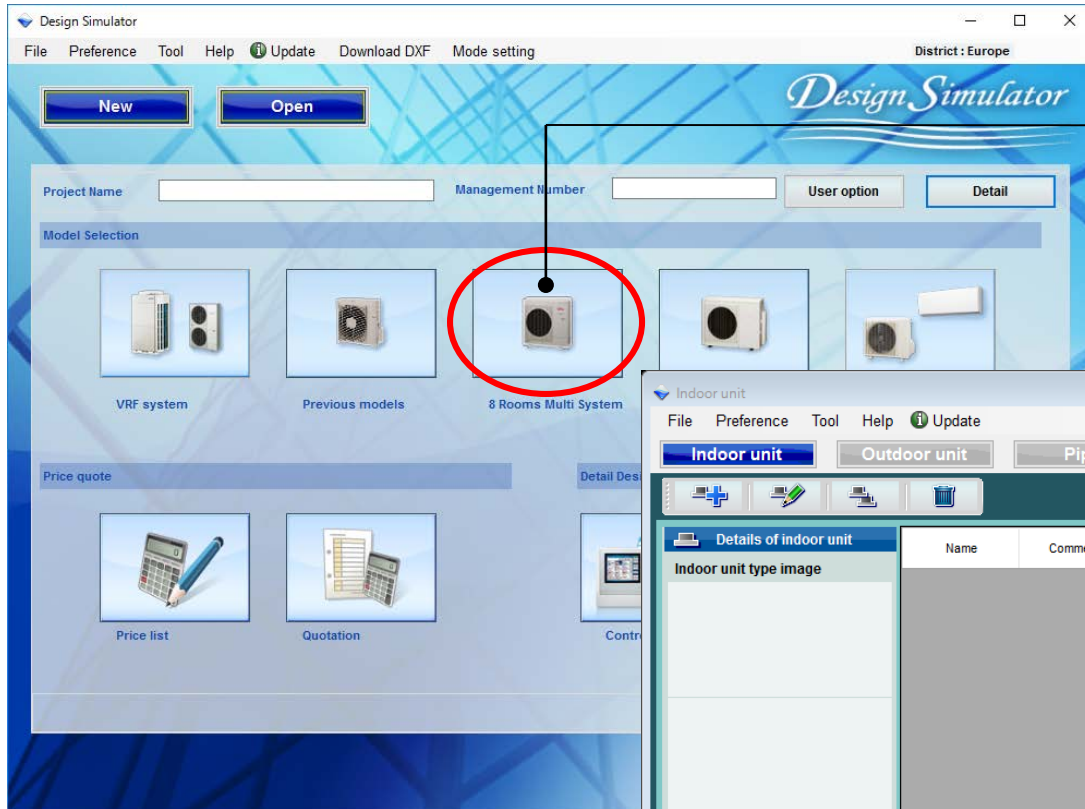 Design Simulator
File Preference Tool Help Update Download DXF Mode setting District : Europe
New Open
Design Simulator
Project Name Management Number User option Detail
Model Selection
VRF system Previous models 8 Rooms Multi System
Price quote
Price list Quotation
Indoor unit
File Preference Tool Help Update
Indoor unit Outdoor unit
Details of indoor unit
Indoor unit type image
Name